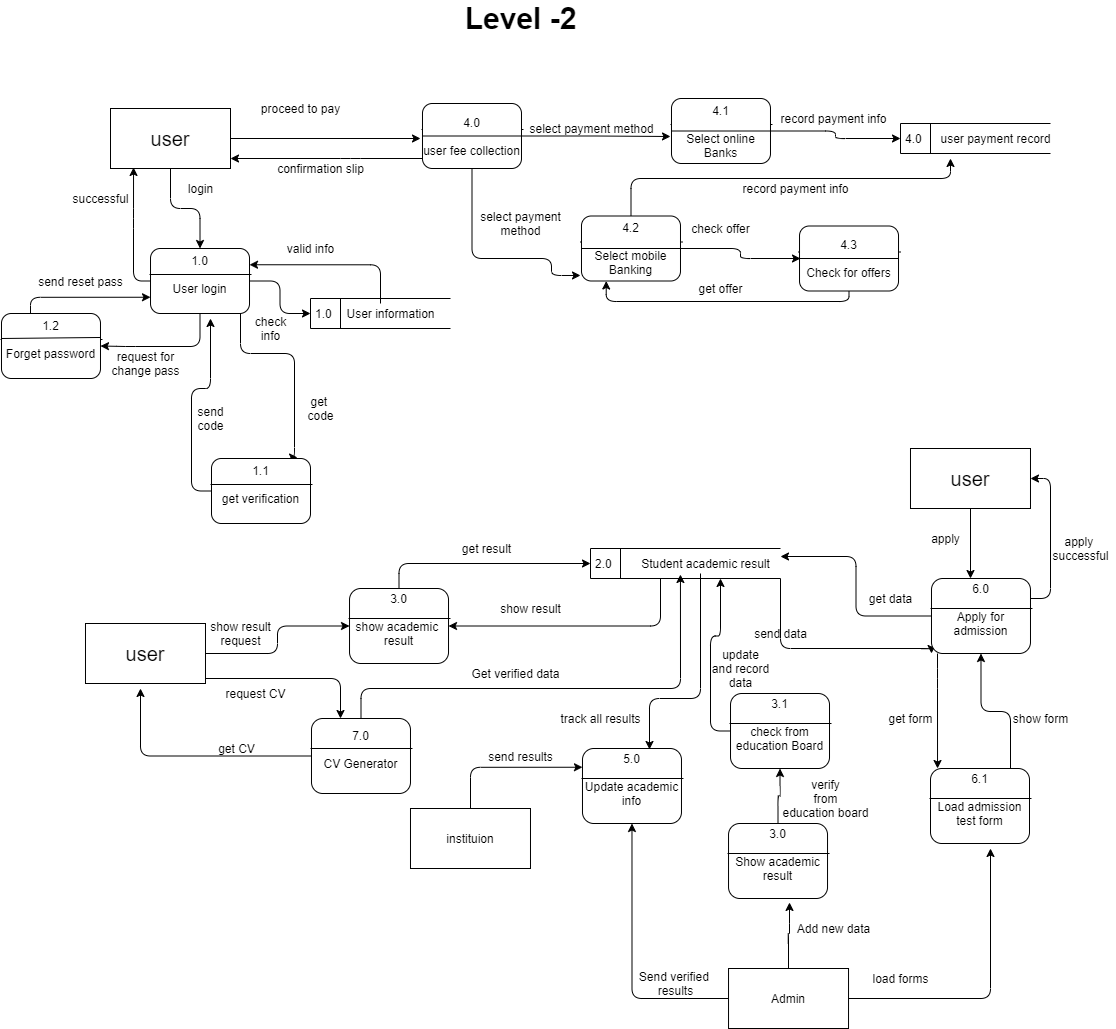 Level -2
proceed to pay
user
4.0
user fee collection
select payment method
4.1
Select online
Banks
record payment info
4.0
user payment record
confirmation slip
successful
login
select payment
method
4.2
Select mobile
Banking
record payment info
check offer
4.3
Check for offers
get offer
1.0
User login
valid info
send reset pass
1.2
Forget password
request for
change pass
check
info
1.0
User information
send
code
get
code
1.1
get verification
user
apply
apply
successful
get result
2.0
Student academic result
3.0
show academic
result
show result
get data
6.0
Apply for
admission
user
show result
request
send data
request CV
Get verified data
update
and record
data
get CV
7.0
CV Generator
track all results
3.1
check from
education Board
get form
show form
send results
5.0
Update academic
info
verify
from
education board
6.1
Load admission
test form
instituion
3.0
Show academic
result
Add new data
Send verified
results
Admin
load forms